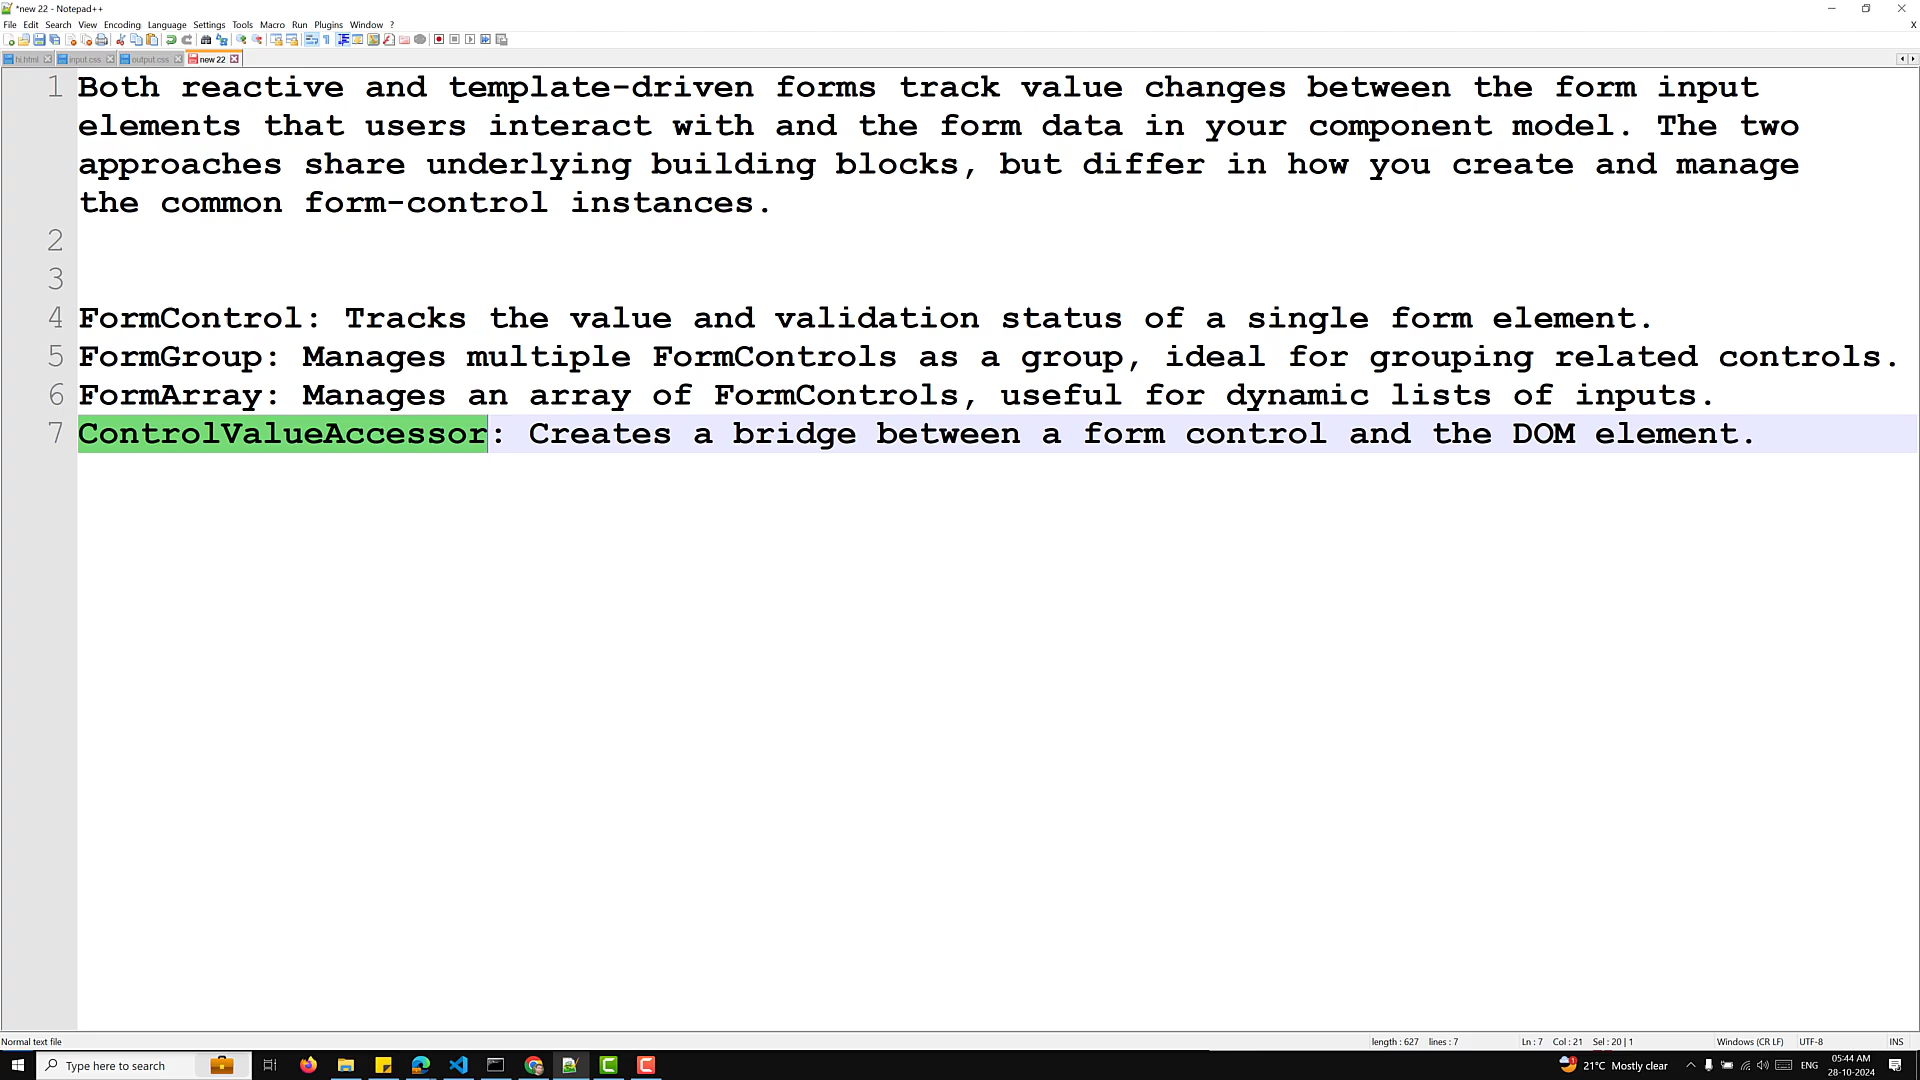 *new 22 - Notepad++
File Edit Search View Encoding Language Settings Tools Macro Run Plugins Window ? X
hi.html input.css output.css new 22
1 Both reactive and template-driven forms track value changes between the form input
elements that users interact with and the form data in your component model. The two
approaches share underlying building blocks, but differ in how you create and manage
the common form-control instances.
2
3
4 FormControl: Tracks the value and validation status of a single form element.
5 FormGroup: Manages multiple FormControls as a group, ideal for grouping related controls.
6 FormArray: Manages an array of FormControls, useful for dynamic lists of inputs.
7 ControlValueAccessor: Creates a bridge between a form control and the DOM element.
Normal text file length : 627 lines : 7 Ln : 7 Col : 21 Sel : 20 | 1 Windows (CR LF) UTF-8 INS
Type here to search 21°C Mostly clear ENG 05:44 AM
28-10-2024